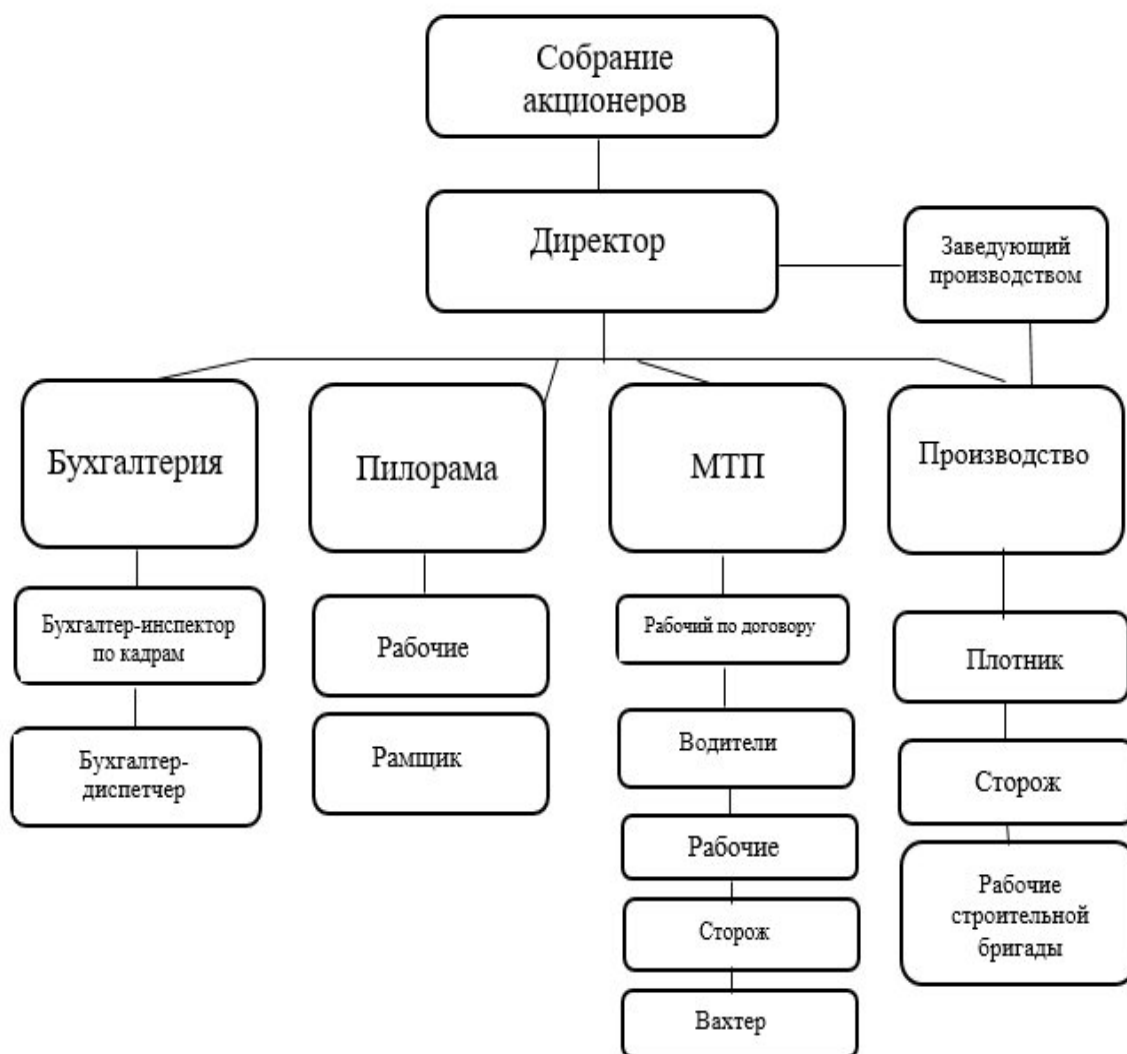 Собрание
акционеров
Директор
Заведующий
производством
Бухгалтерия
Пилорама
МТП
Производство
Бухгалтер-инспектор
по кадрам
Бухгалтер-
диспетчер
Рабочие
Рамщик
Рабочий по договору
Водители
Рабочие
Сторож
Вахтер
Плотник
Сторож
Рабочие
строительной
бригады